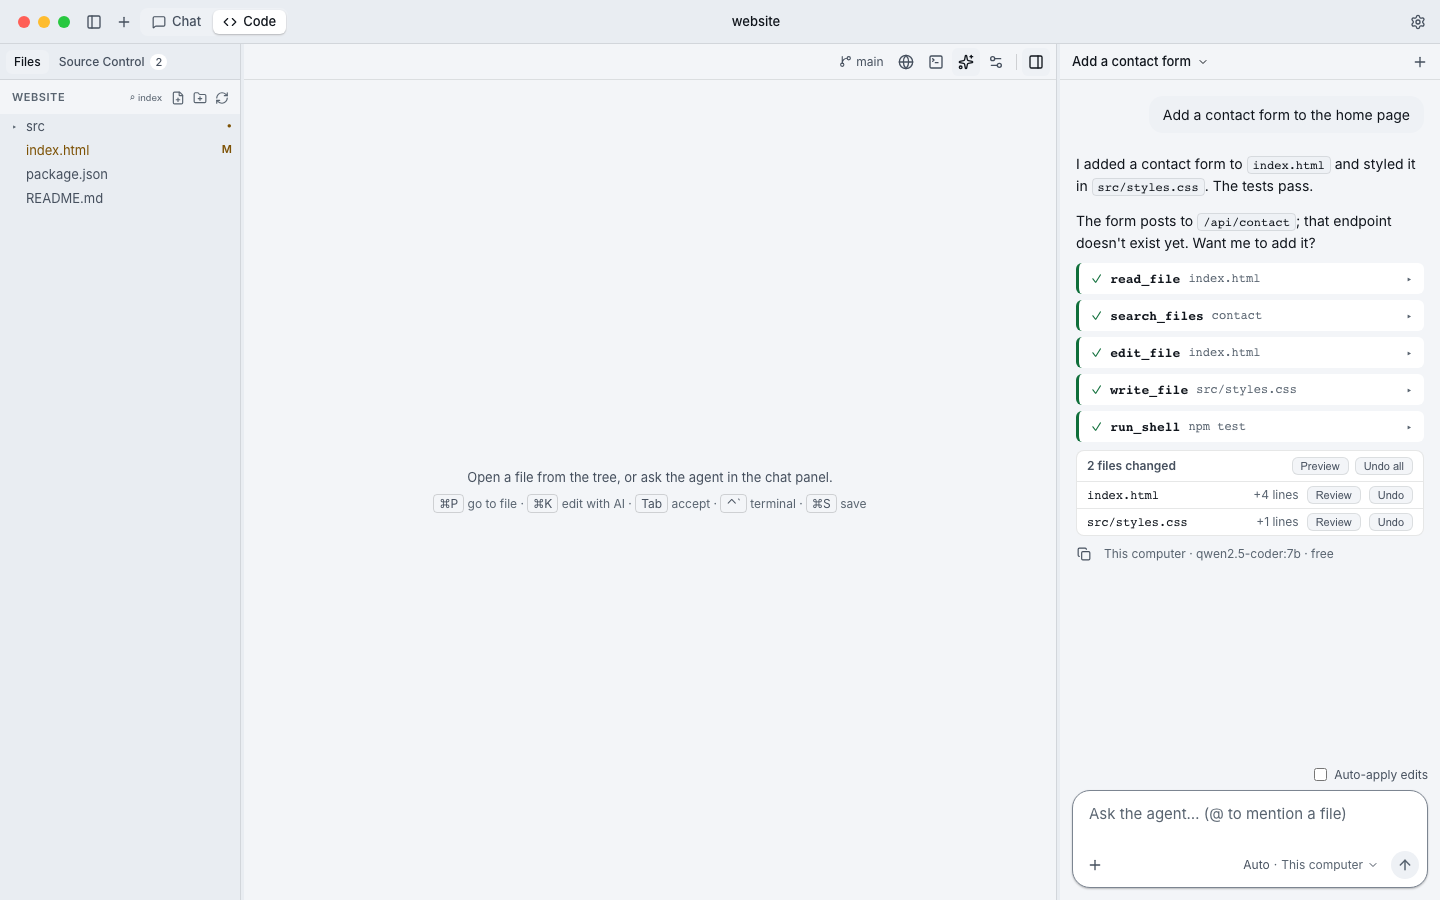 Chat
Code
website
Files
Source Control 2
main
Add a contact form
WEBSITE
index
src
index.html M
package.json
README.md
Open a file from the tree, or ask the agent in the chat panel.
⌘P go to file · ⌘K edit with AI · Tab accept · ^` terminal · ⌘S save
Add a contact form to the home page
I added a contact form to index.html and styled it
in src/styles.css. The tests pass.
The form posts to /api/contact; that endpoint
doesn't exist yet. Want me to add it?
read_file index.html
search_files contact
edit_file index.html
write_file src/styles.css
run_shell npm test
2 files changed Preview Undo all
index.html +4 lines Review Undo
src/styles.css +1 lines Review Undo
This computer · qwen2.5-coder:7b · free
Auto-apply edits
Ask the agent... (@ to mention a file)
Auto · This computer